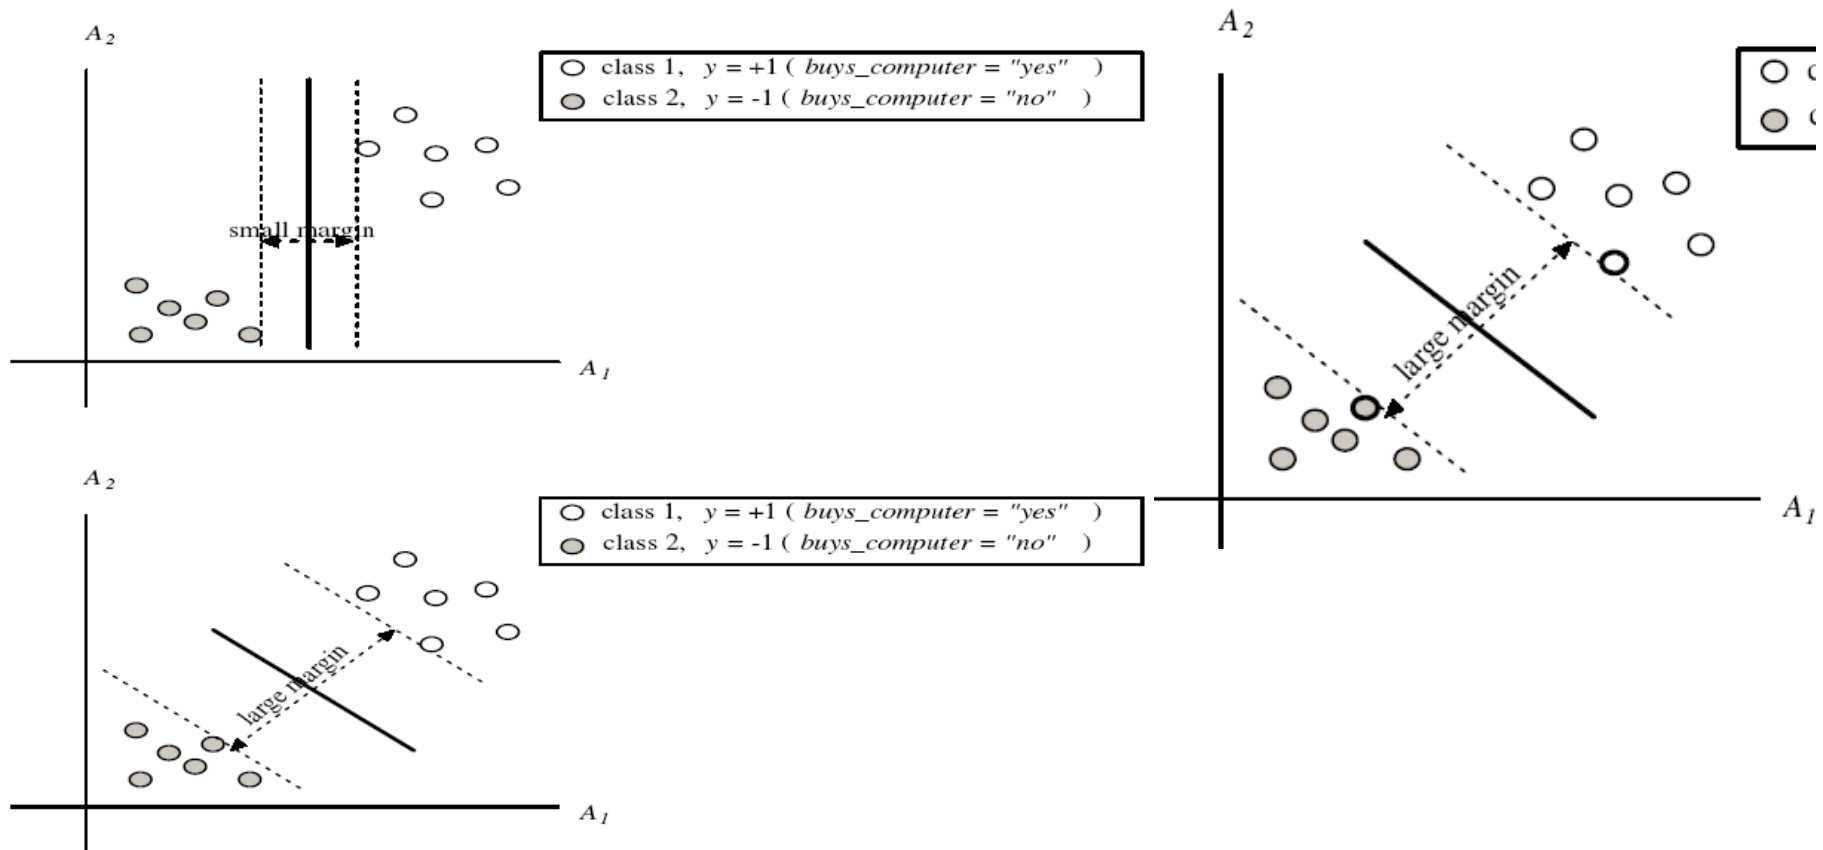 A2
class 1, y = +1 ( buys_computer = "yes" )
class 2, y = -1 ( buys_computer = "no" )
small margin
A1
A2
class 1, y = +1 ( buys_computer = "yes" )
class 2, y = -1 ( buys_computer = "no" )
large margin
A1
A2
large margin
A1